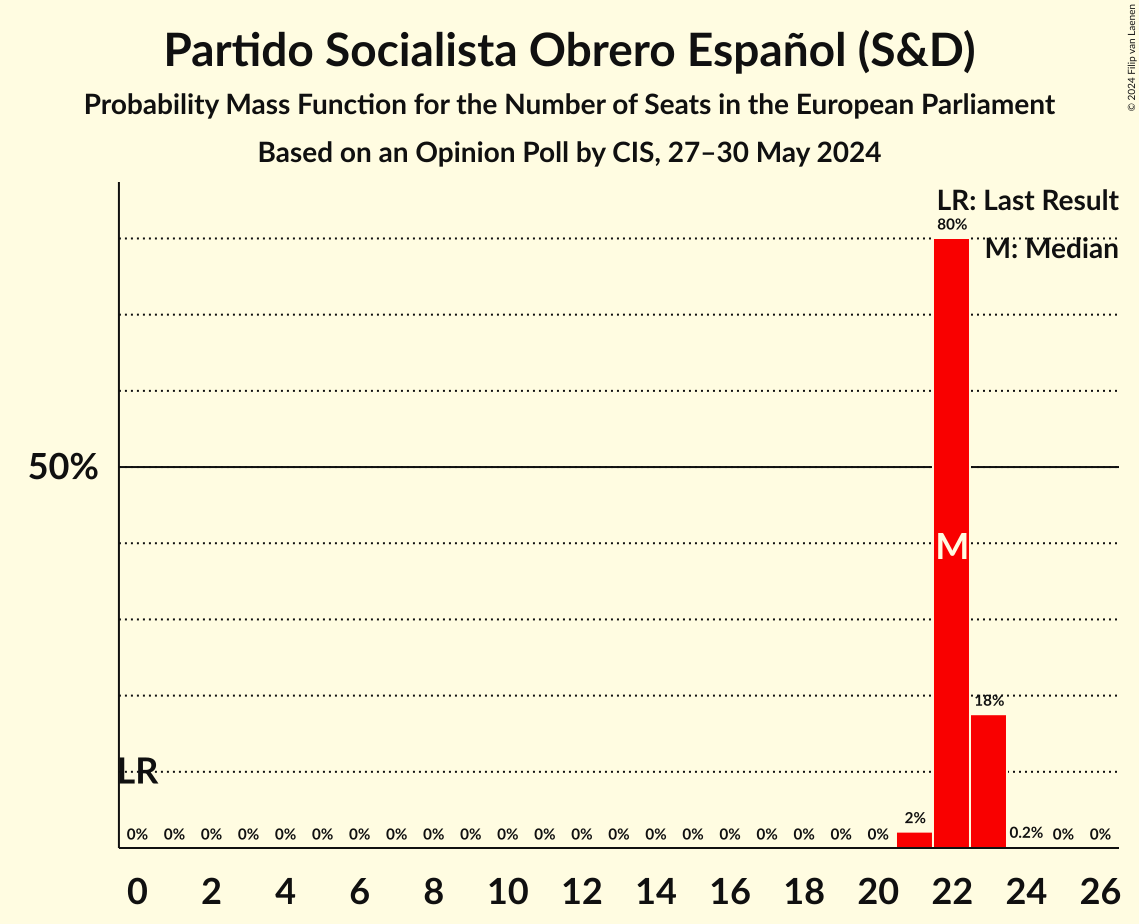 Partido Socialista Obrero Español (S&D)
Probability Mass Function for the Number of Seats in the European Parliament
Based on an Opinion Poll by CIS, 27–30 May 2024
© 2024 Filip van Laenen
LR: Last Result
M: Median
80%
50%
M
18%
LR
2%
0% 0% 0% 0% 0% 0% 0% 0% 0% 0% 0% 0% 0% 0% 0% 0% 0% 0% 0% 0% 0% 0.2% 0% 0%
0 2 4 6 8 10 12 14 16 18 20 22 24 26